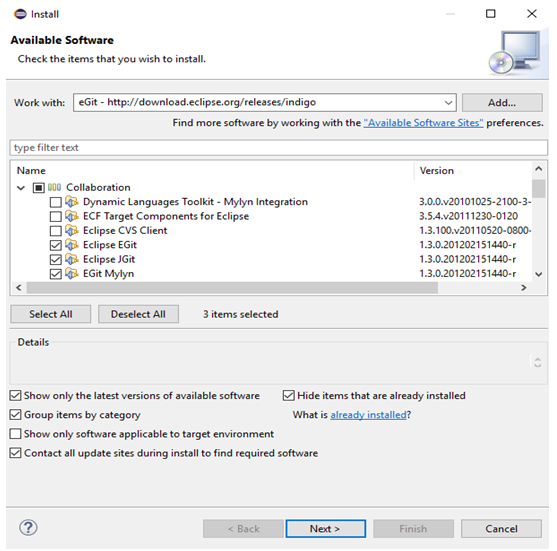 Install
Available Software
Check the items that you wish to install.
Work with: eGit - http://download.eclipse.org/releases/indigo Add...
Find more software by working with the "Available Software Sites" preferences.
type filter text
Name Version
Collaboration
Dynamic Languages Toolkit - Mylyn Integration 3.0.0.v20101025-2100-3-
ECF Target Components for Eclipse 3.5.4.v20111230-0120
Eclipse CVS Client 1.3.100.v20110520-0800-
Eclipse EGit 1.3.0.201202151440-r
Eclipse JGit 1.3.0.201202151440-r
EGit Mylyn 1.3.0.201202151440-r
Select All Deselect All 3 items selected
Details
Show only the latest versions of available software Hide items that are already installed
Group items by category What is already installed?
Show only software applicable to target environment
Contact all update sites during install to find required software
? < Back Next > Finish Cancel